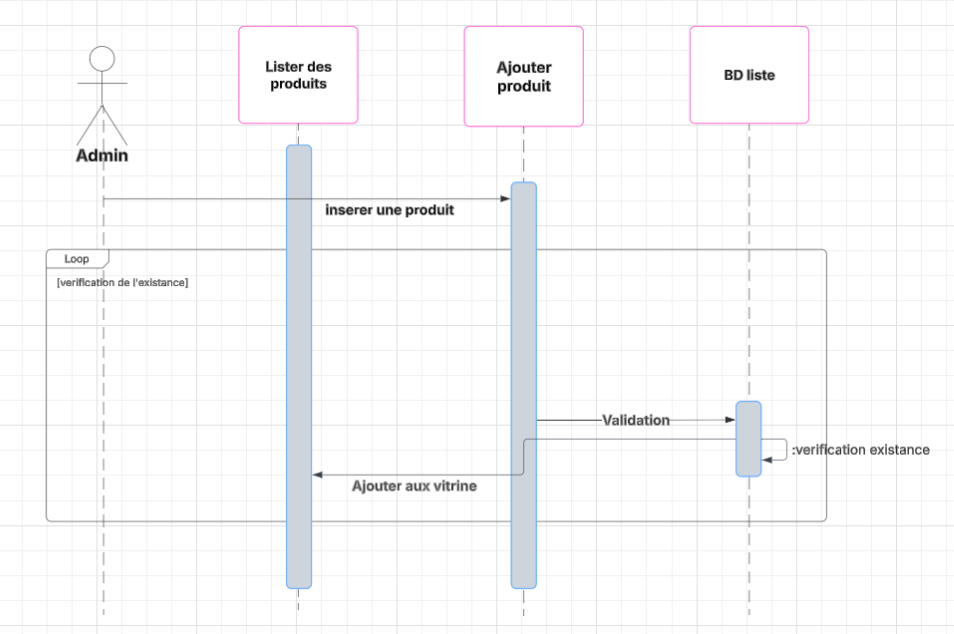 Lister des
produits
Ajouter
produit
BD liste
Admin
inserer une produit
Loop
[verification de l'existance]
Validation
:verification existance
Ajouter aux vitrine